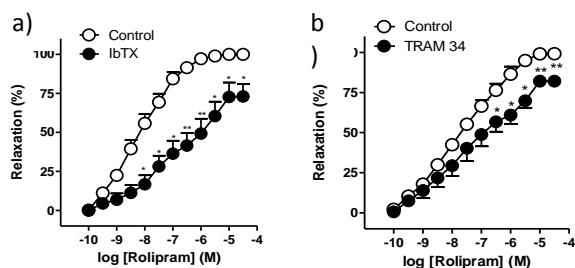 a)
Control
IbTX
100
75
50
25
0
Relaxation (%)
* * * ** * ** * * *
-10 -9 -8 -7 -6 -5 -4
log [Rolipram] (M)
b
)
Control
TRAM 34
75
50
25
0
Relaxation (%)
* * * ** **
-10 -9 -8 -7 -6 -5 -4
log [Rolipram] (M)